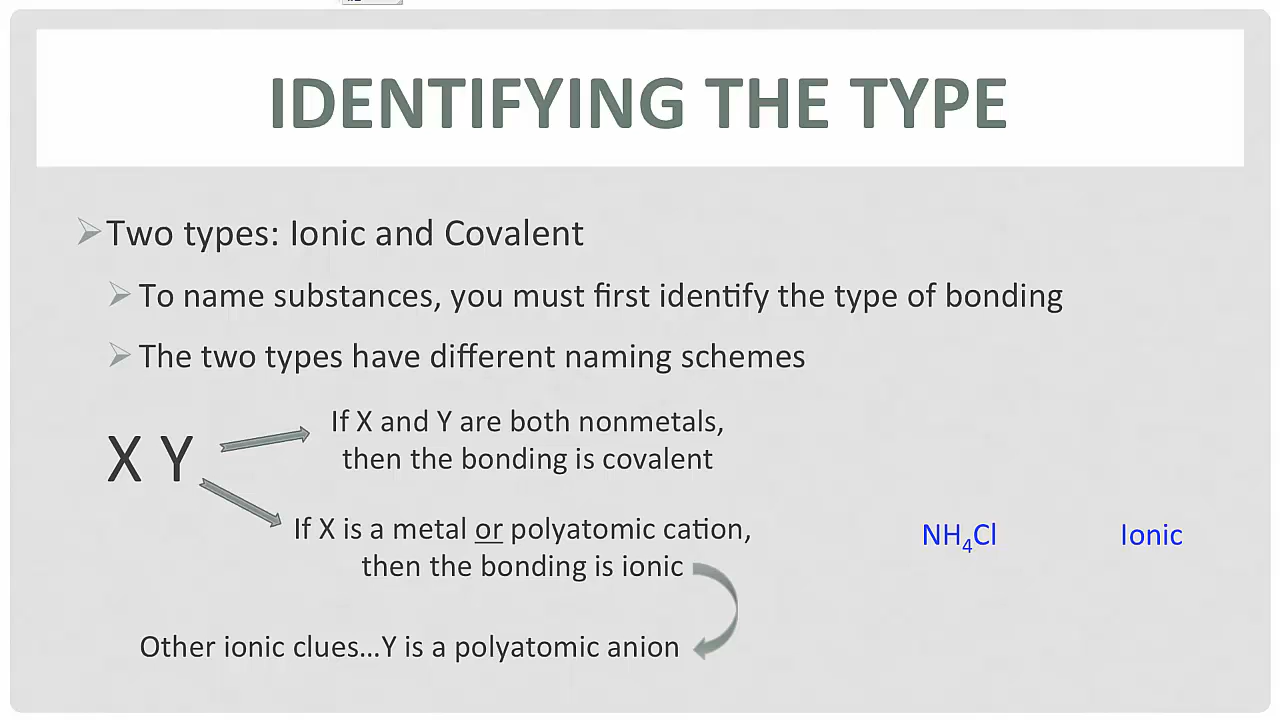 IDENTIFYING THE TYPE
Two types: Ionic and Covalent
To name substances, you must first identify the type of bonding
The two types have different naming schemes
X Y
If X and Y are both nonmetals,
then the bonding is covalent
If X is a metal or polyatomic cation,
then the bonding is ionic
NH₄Cl
Ionic
Other ionic clues...Y is a polyatomic anion